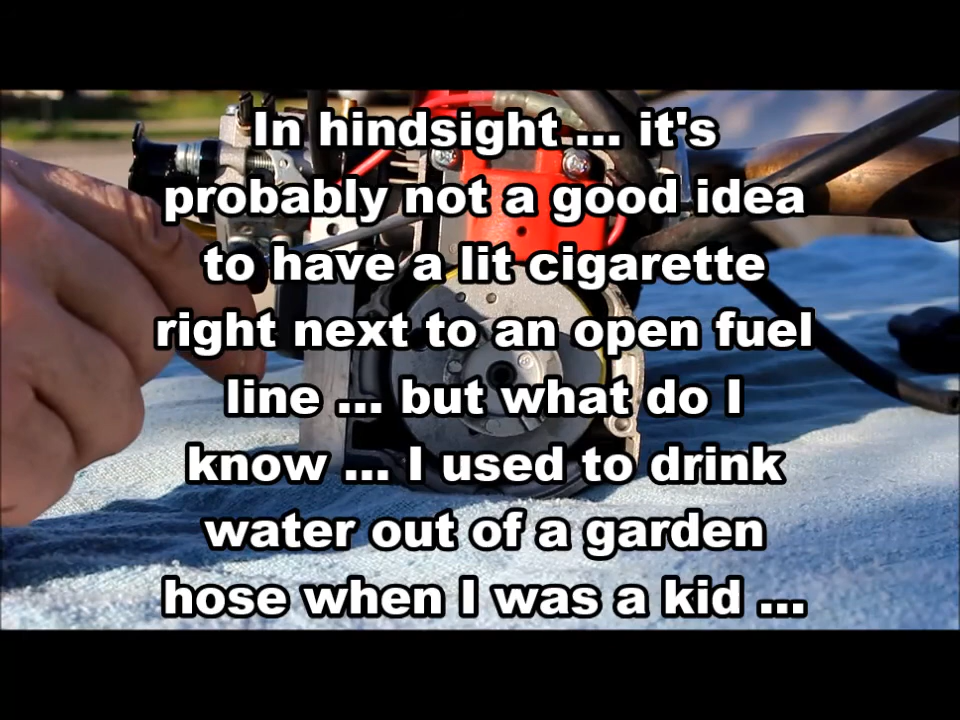 In hindsight ... it's
probably not a good idea
to have a lit cigarette
right next to an open fuel
line ... but what do I
know ... I used to drink
water out of a garden
hose when I was a kid ...